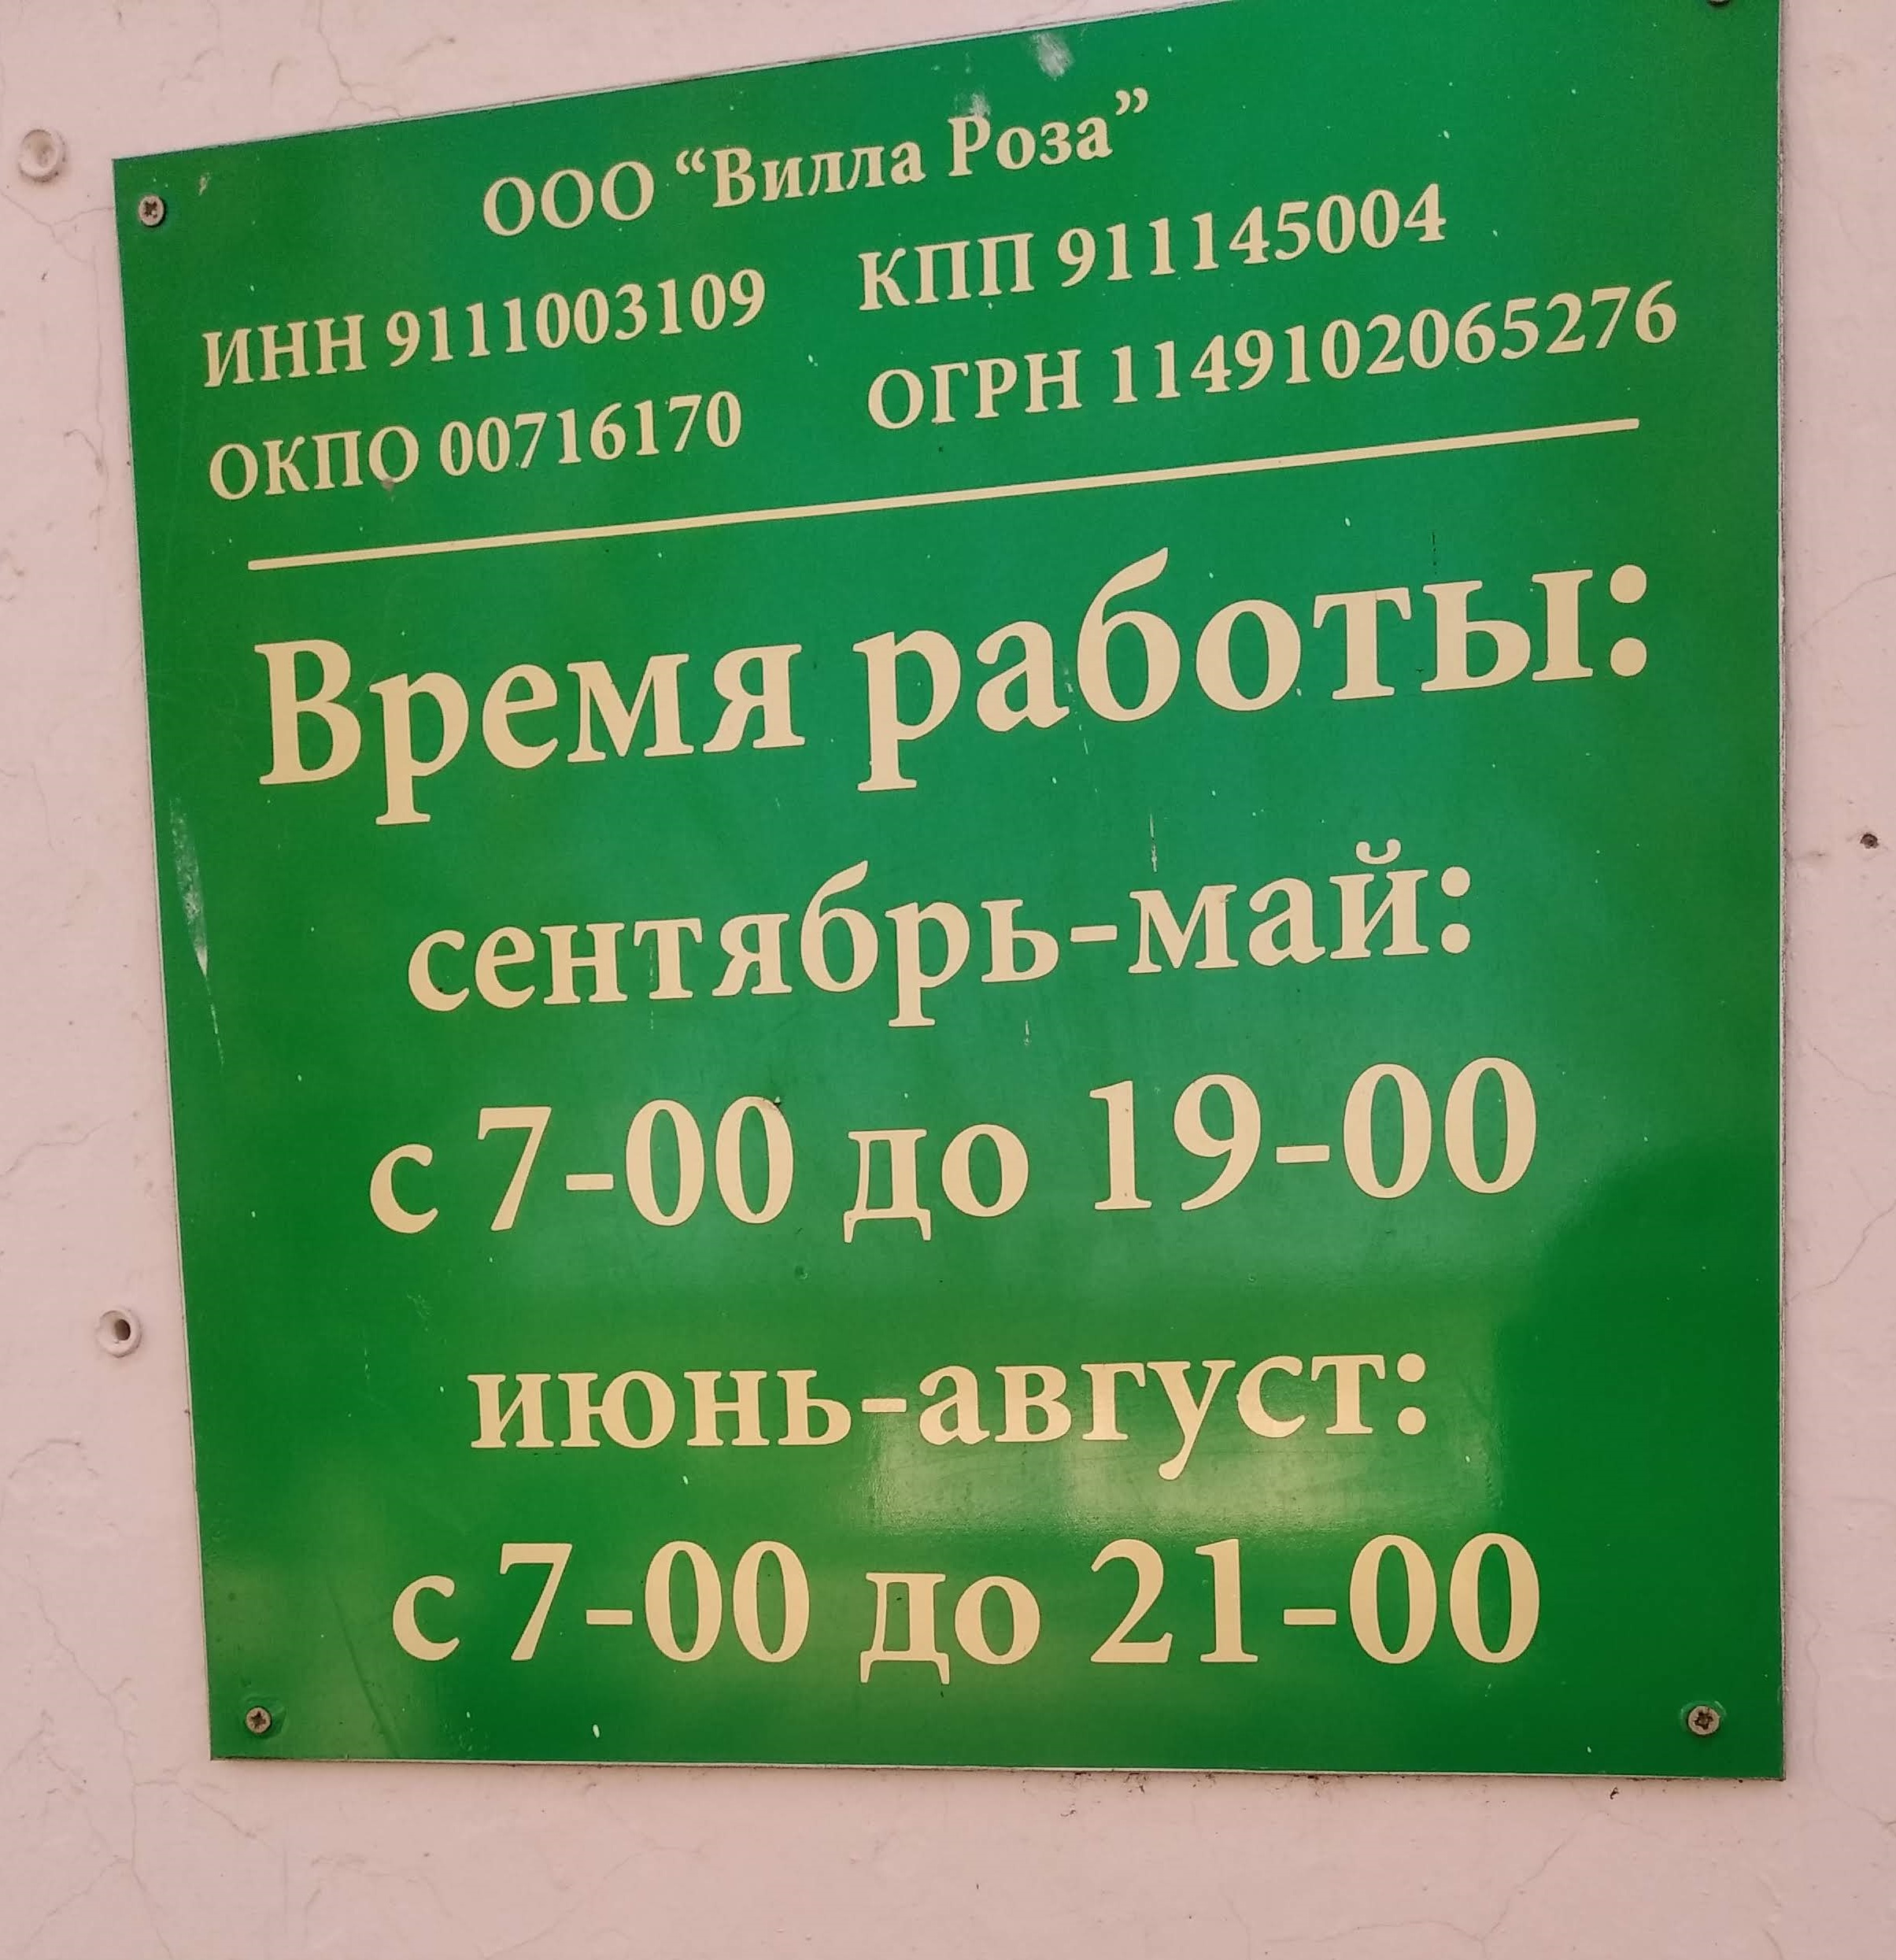 ООО “Вилла Роза”
ИНН 9111003109 КПП 911145004
ОКПО 00716170 ОГРН 1149102065276
Время работы:
сентябрь-май:
с 7-00 до 19-00
июнь-август:
с 7-00 до 21-00